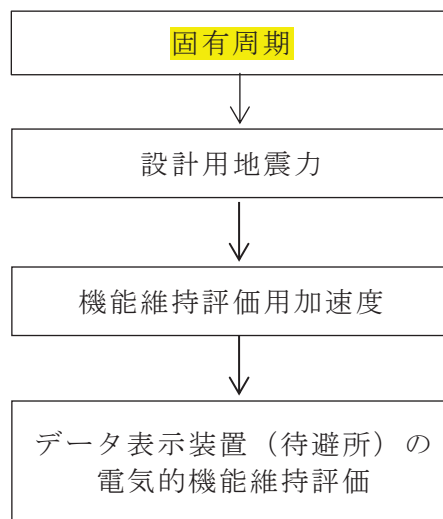 固有周期
設計用地震力
機能維持評価用加速度
データ表示装置（待避所）の
電気的機能維持評価